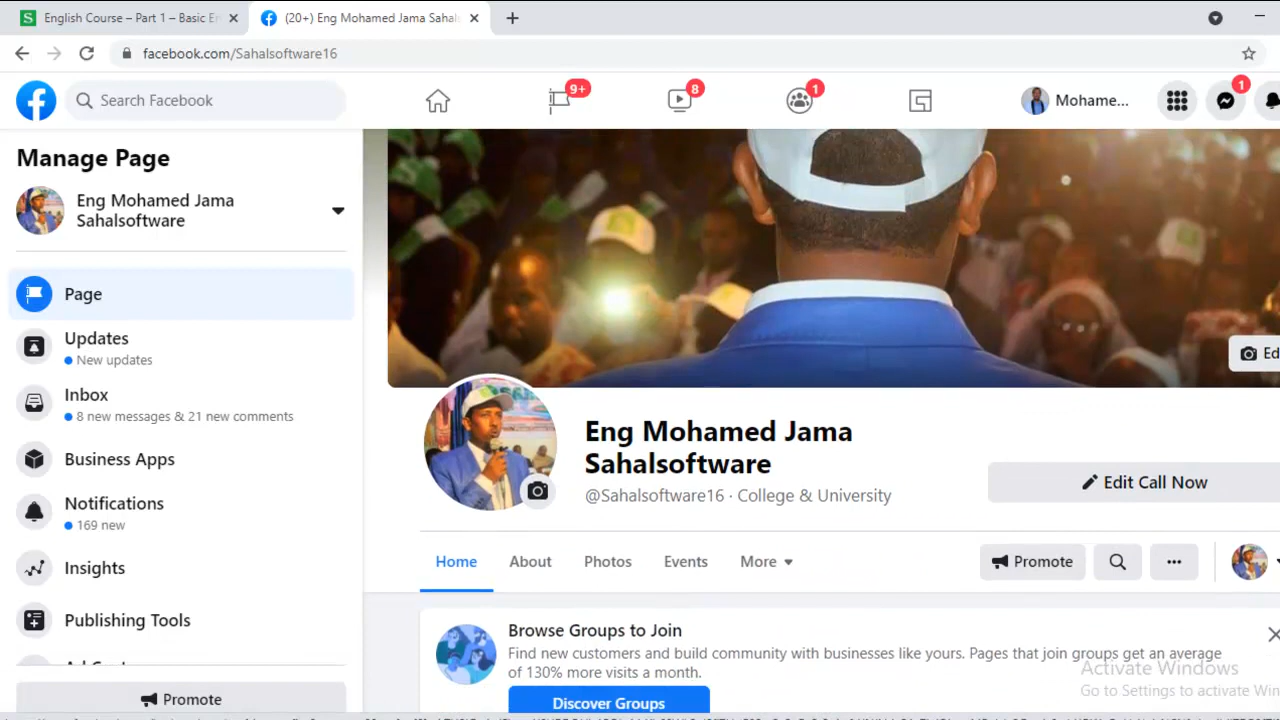 English Course – Part 1 – Basic En
(20+) Eng Mohamed Jama Sahals
facebook.com/Sahalsoftware16
Search Facebook
9+
8
1
Mohame...
1
Manage Page
Eng Mohamed Jama
Sahalsoftware
Page
Updates
New updates
Inbox
8 new messages & 21 new comments
Business Apps
Notifications
169 new
Insights
Publishing Tools
Promote
Ed
Eng Mohamed Jama
Sahalsoftware
@Sahalsoftware16 · College & University
Edit Call Now
Home About Photos Events More
Promote
Browse Groups to Join
Find new customers and build community with businesses like yours. Pages that join groups get an average
of 130% more visits a month.
Discover Groups
Activate Windows
Go to Settings to activate Win